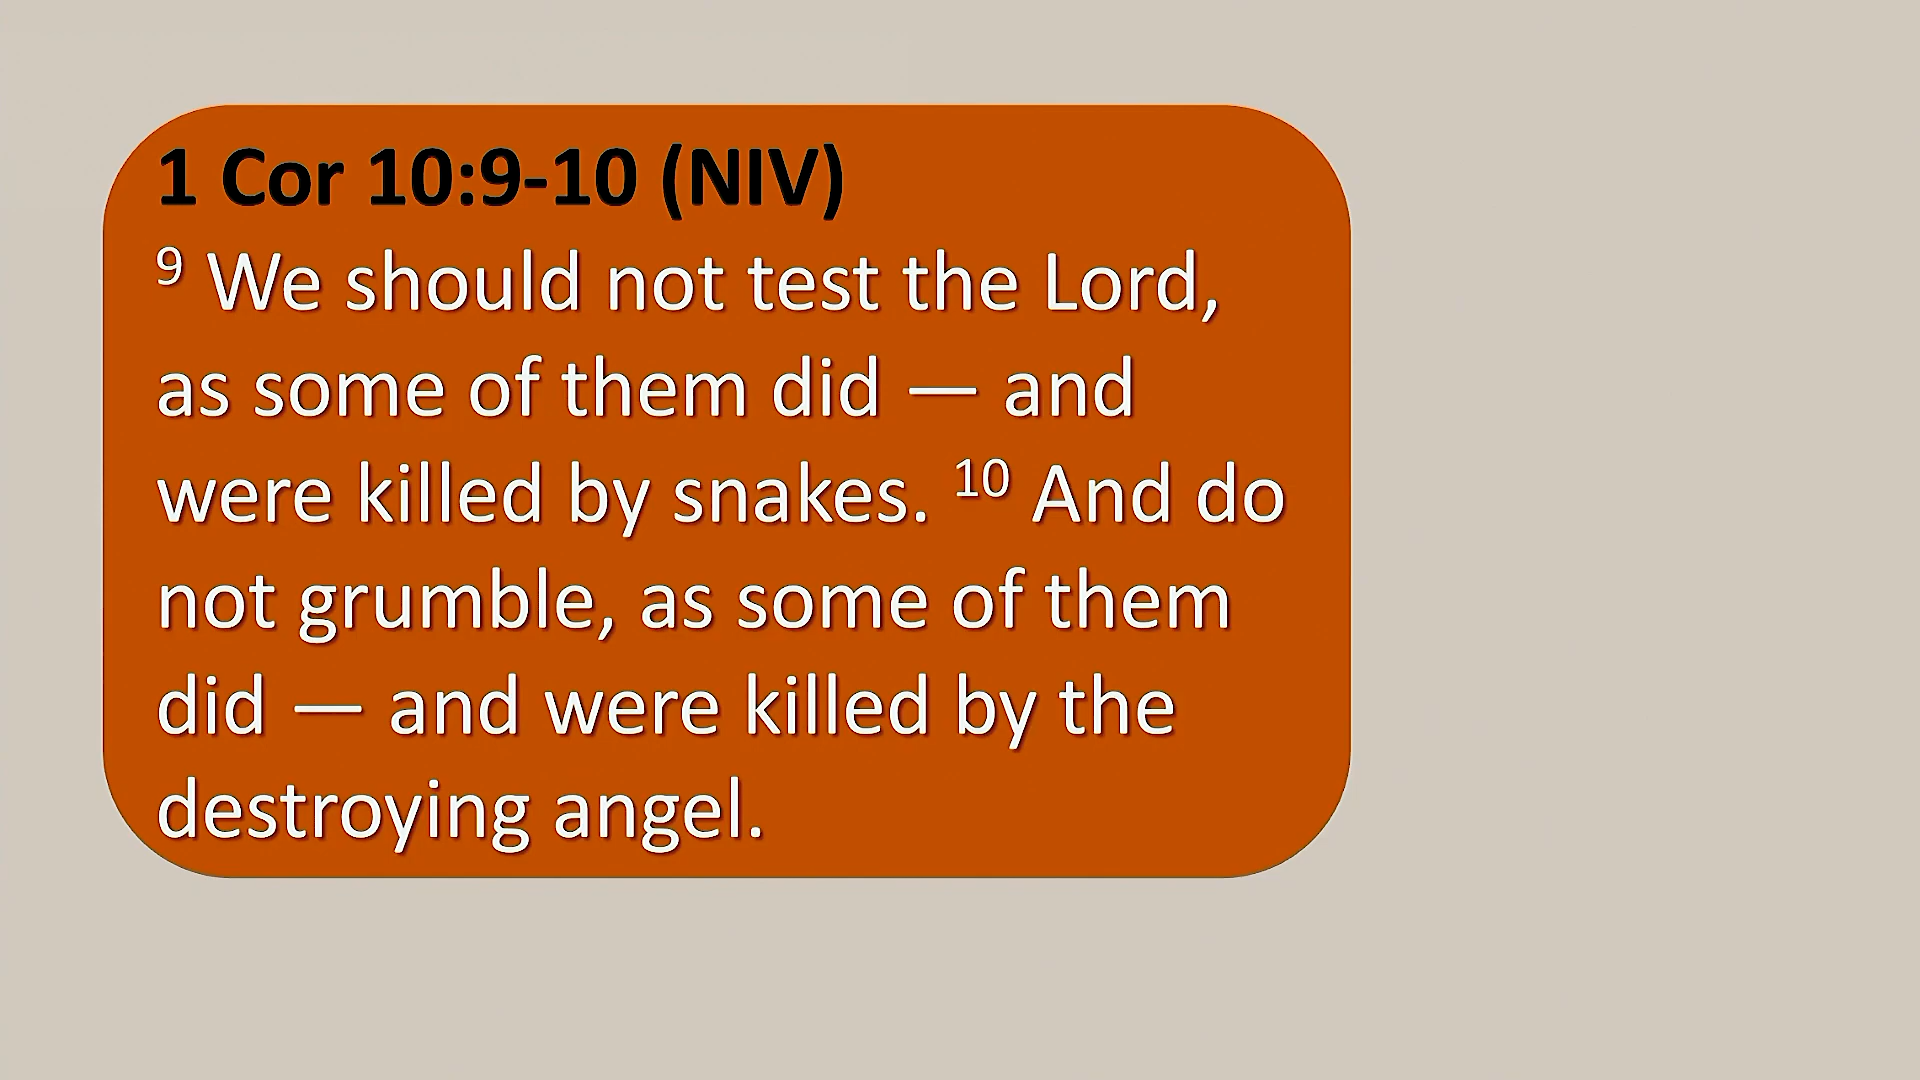 1 Cor 10:9-10 (NIV)
9 We should not test the Lord,
as some of them did — and
were killed by snakes. 10 And do
not grumble, as some of them
did — and were killed by the
destroying angel.